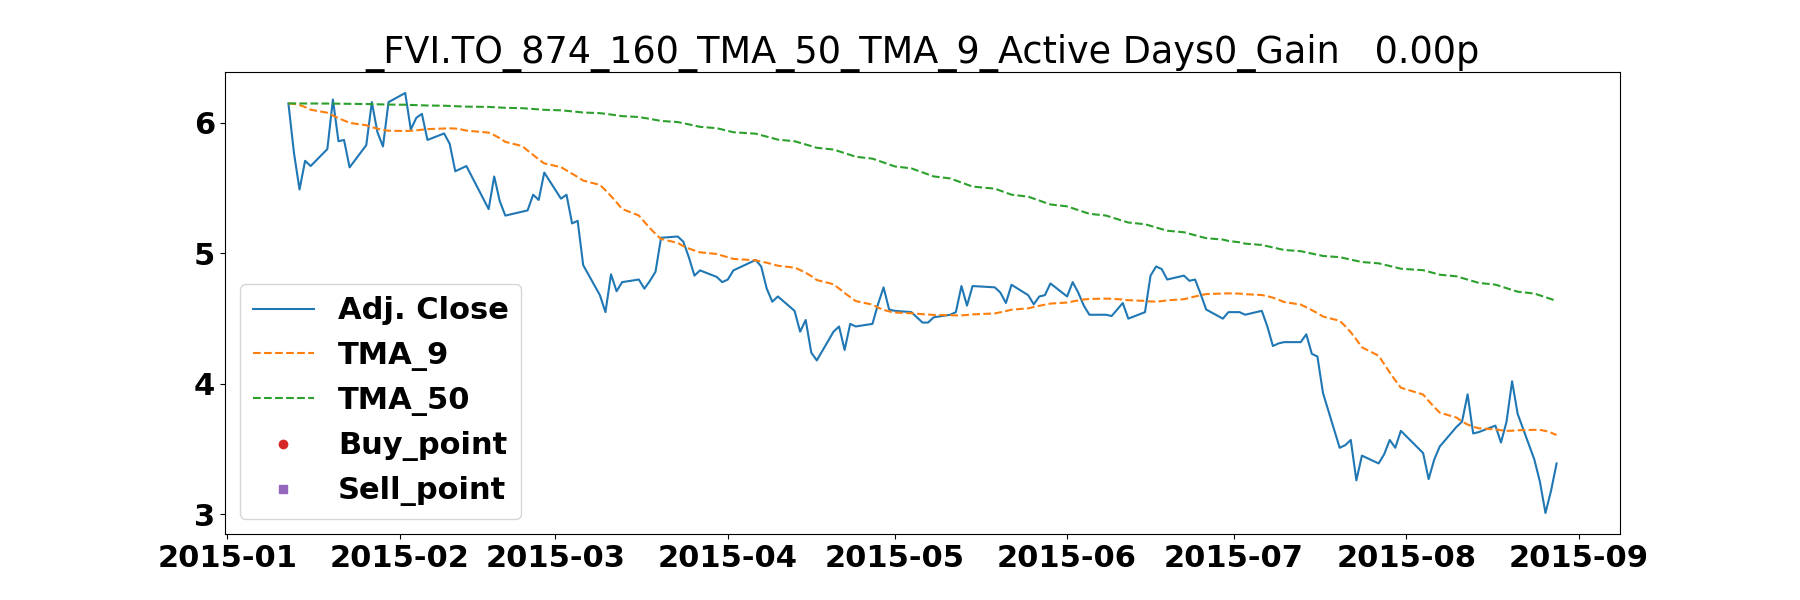 _FVI.TO_874_160_TMA_50_TMA_9_Active Days0_Gain   0.00p
6
5
4
3
Adj. Close
TMA_9
TMA_50
Buy_point
Sell_point
2015-01 2015-02 2015-03 2015-04 2015-05 2015-06 2015-07 2015-08 2015-09